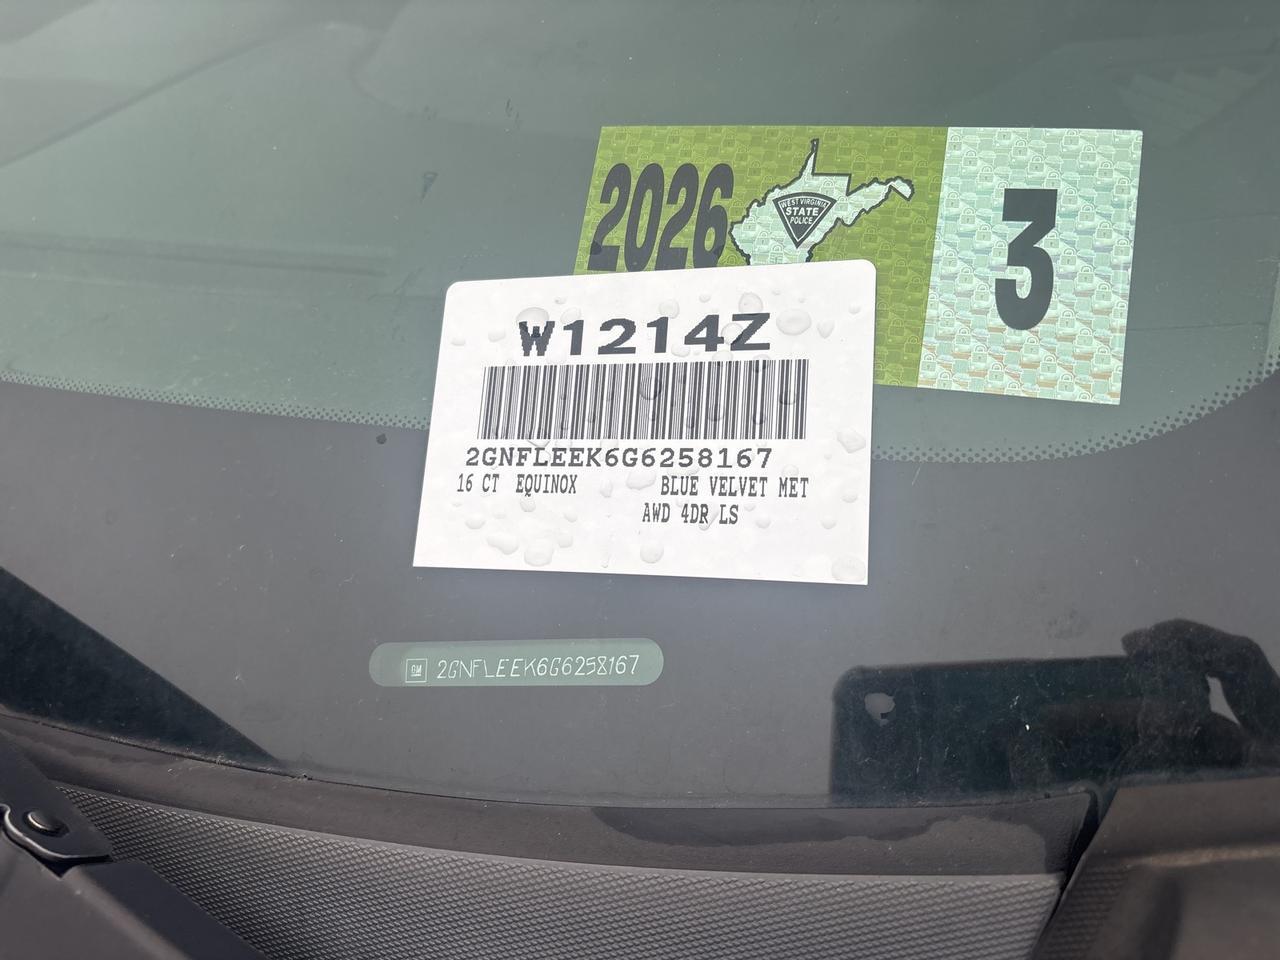 2026
WEST VIRGINIA
STATE
POLICE
3
W1214Z
2GNFLEEK6G6258167
16 CT EQUINOX BLUE VELVET MET
AWD 4DR LS
GM 2GNFLEEK6G6258167